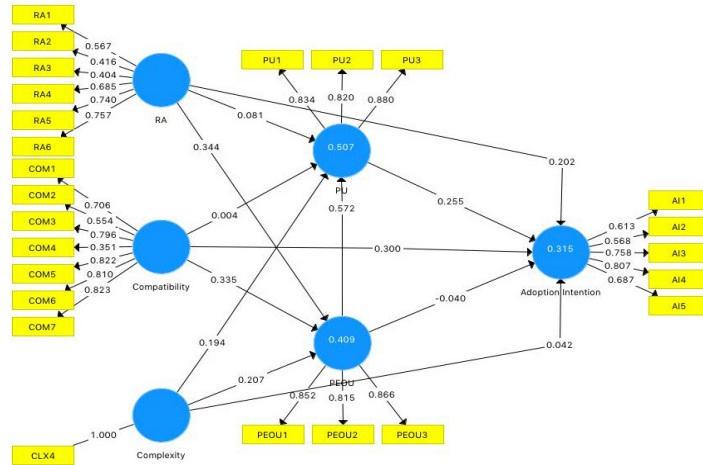 RA1
RA2
RA3
RA4
RA5
RA6
0.567
0.416
0.404
0.685
0.740
0.757
RA
COM1
COM2
COM3
COM4
COM5
COM6
COM7
0.706
0.554
0.796
0.351
0.822
0.810
0.823
Compatibility
CLX4
1.000
Complexity
PU1
PU2
PU3
0.834
0.820
0.880
0.507
PU
0.081
0.344
0.004
0.335
0.194
0.207
0.572
0.202
0.255
0.300
-0.040
0.042
0.409
PEOU
0.852
0.815
0.866
PEOU1
PEOU2
PEOU3
0.315
Adoption Intention
0.613
0.568
0.758
0.807
0.687
AI1
AI2
AI3
AI4
AI5